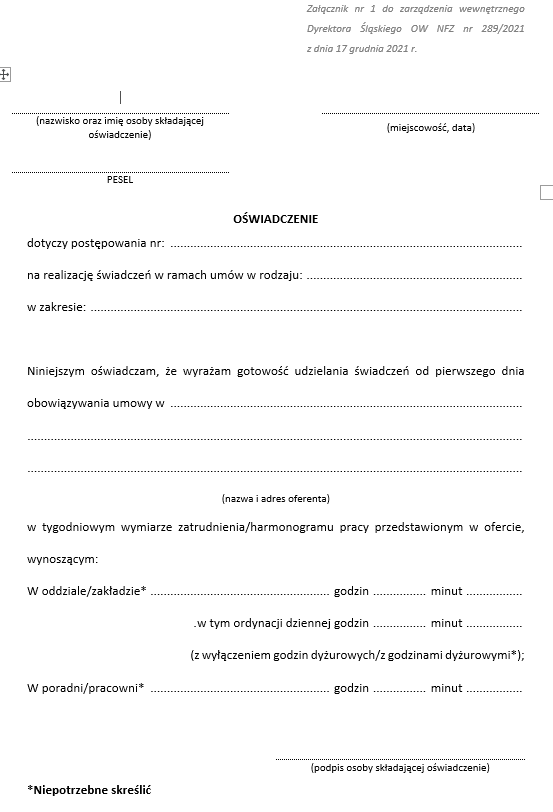 Załącznik nr 1 do zarządzenia wewnętrznego
Dyrektora Śląskiego OW NFZ nr 289/2021
z dnia 17 grudnia 2021 r.
(nazwisko oraz imię osoby składającej
oświadczenie)
(miejscowość, data)
PESEL
OŚWIADCZENIE
dotyczy postępowania nr: ..........................................................................................................
na realizację świadczeń w ramach umów w rodzaju: .................................................................
w zakresie: .................................................................................................................................
Niniejszym oświadczam, że wyrażam gotowość udzielania świadczeń od pierwszego dnia
obowiązywania umowy w ..........................................................................................................
.....................................................................................................................................................
.....................................................................................................................................................
(nazwa i adres oferenta)
w tygodniowym wymiarze zatrudnienia/harmonogramu pracy przedstawionym w ofercie,
wynoszącym:
W oddziale/zakładzie* ...................................................... godzin ................ minut .................
.w tym ordynacji dziennej godzin ................ minut .................
(z wyłączeniem godzin dyżurowych/z godzinami dyżurowymi*);
W poradni/pracowni* ...................................................... godzin ................ minut .................
(podpis osoby składającej oświadczenie)
*Niepotrzebne skreślić